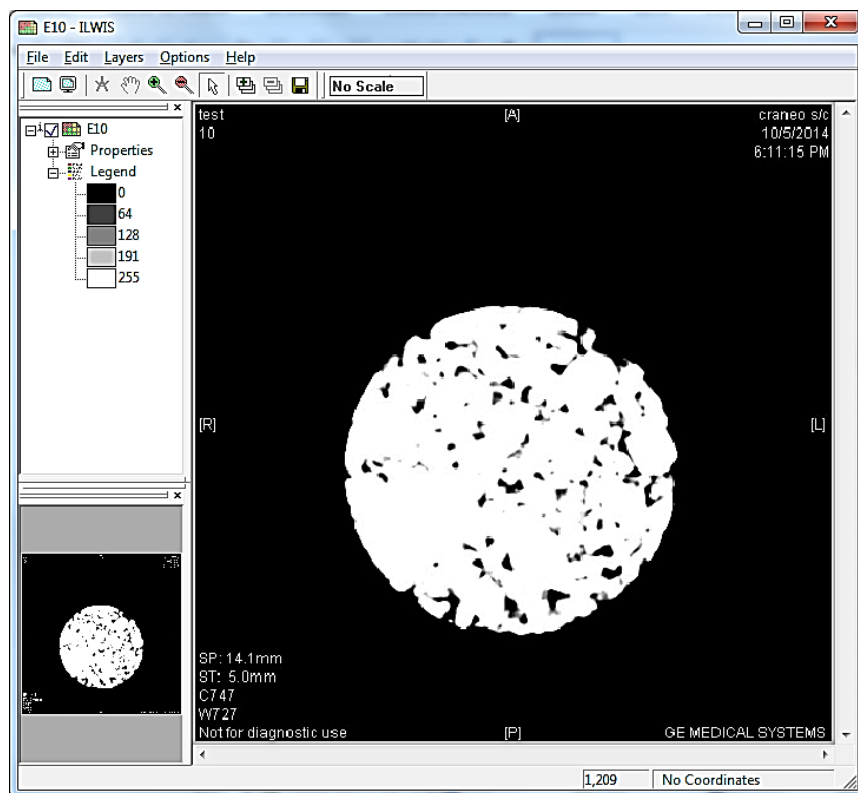 E10 - ILWIS
File Edit Layers Options Help
No Scale
E10
Properties
Legend
0
64
128
191
255
test
10
[A]
craneo s/c
10/5/2014
6:11:15 PM
[R]
[L]
SP: 14.1mm
ST: 5.0mm
C747
W727
Not for diagnostic use
[P]
GE MEDICAL SYSTEMS
1,209
No Coordinates